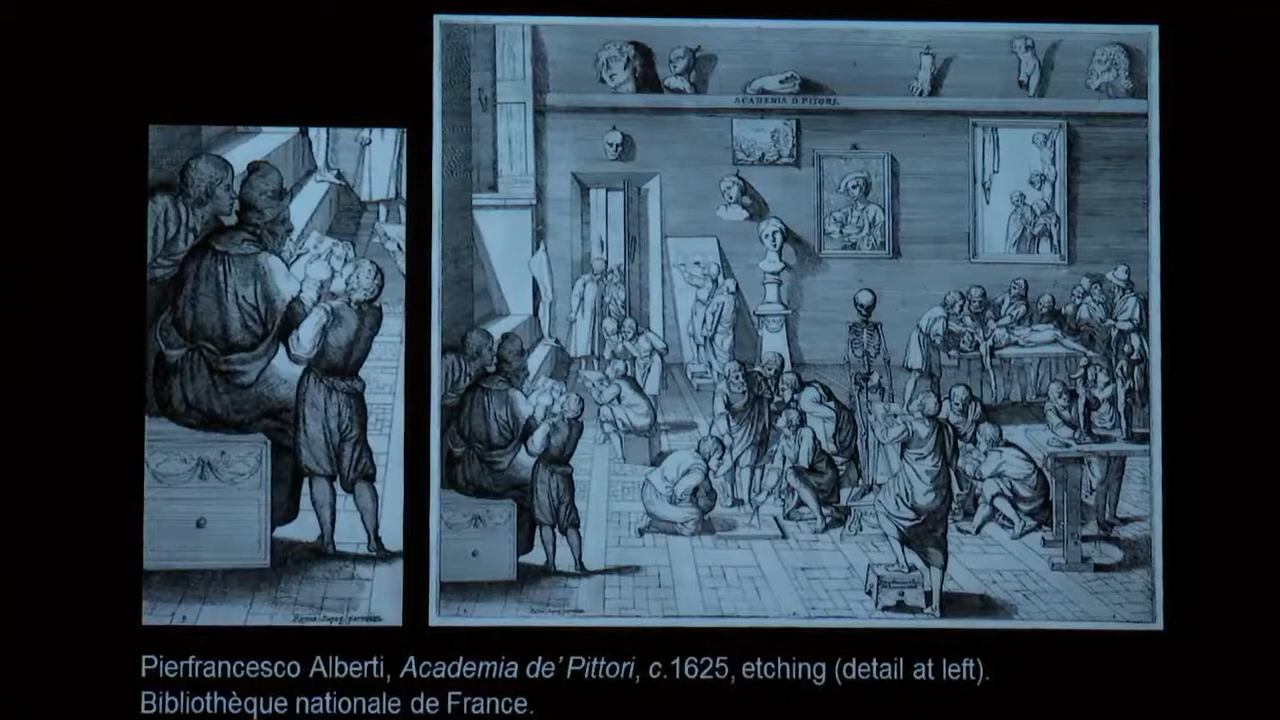 ACADEMIA D PITORI.
Pierfrancesco Alberti, Academia de' Pittori, c.1625, etching (detail at left).
Bibliothèque nationale de France.